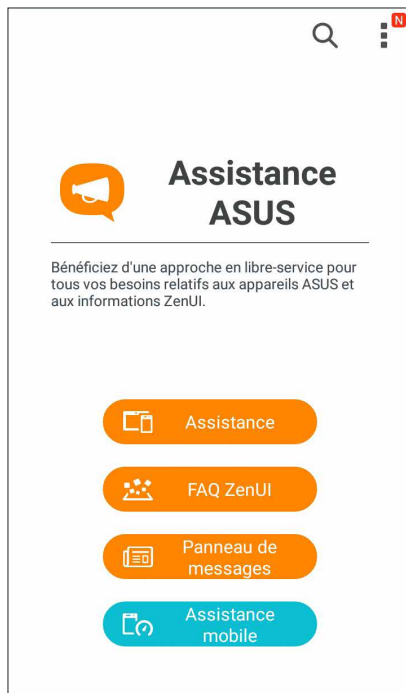 N
Assistance
ASUS
Bénéficiez d'une approche en libre-service pour
tous vos besoins relatifs aux appareils ASUS et
aux informations ZenUI.
Assistance
FAQ ZenUI
Panneau de
messages
Assistance
mobile